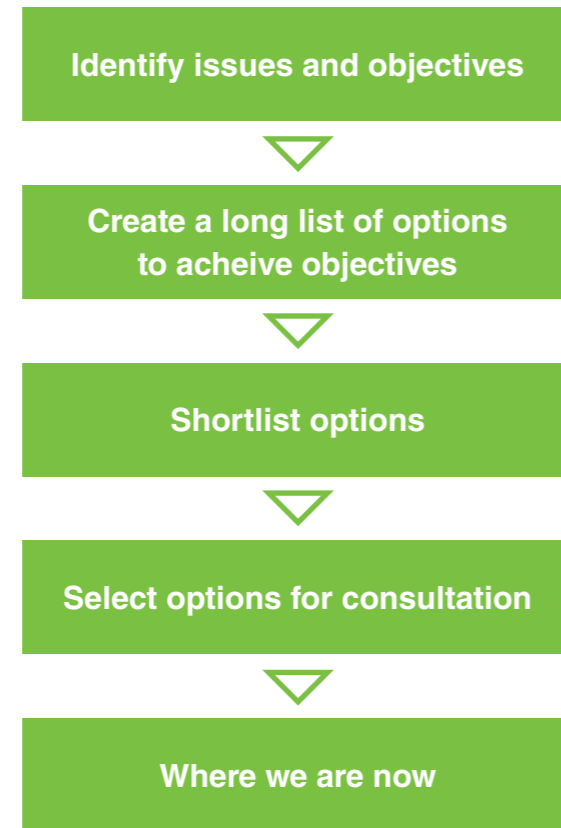 Identify issues and objectives
Create a long list of options
to acheive objectives
Shortlist options
Select options for consultation
Where we are now